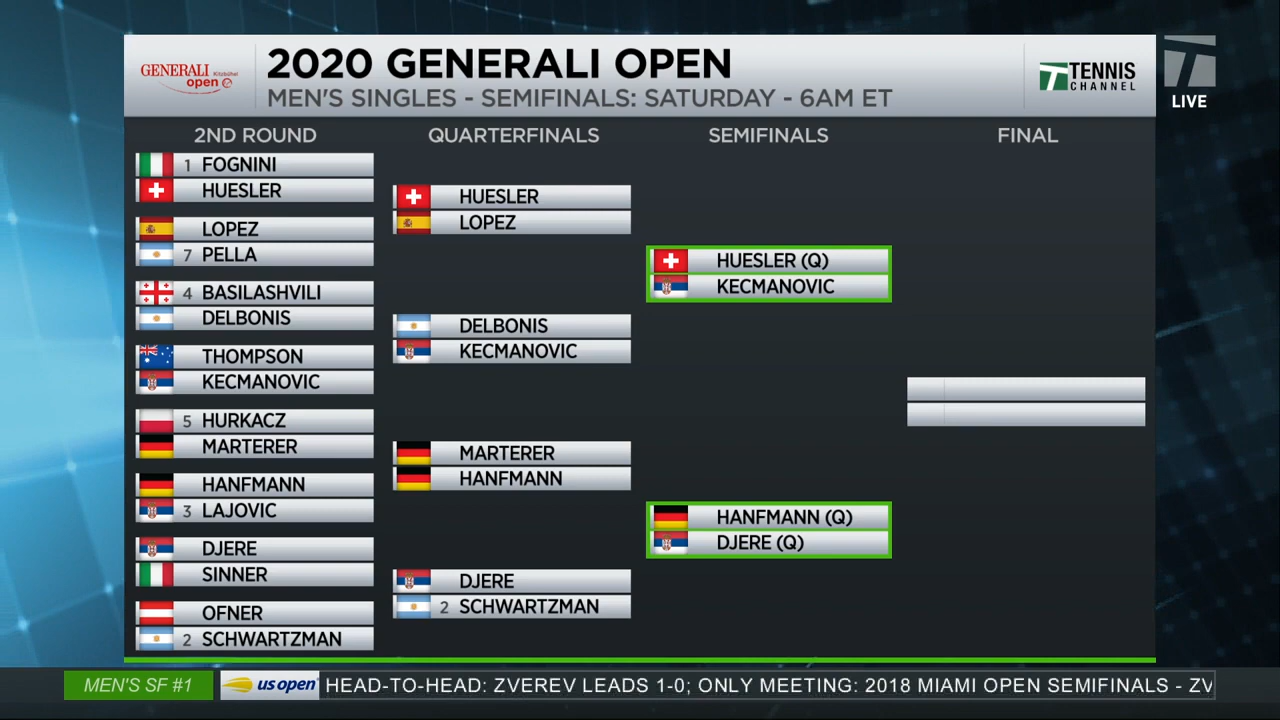 GENERALI
Kitzbühel
open
2020 GENERALI OPEN
MEN'S SINGLES - SEMIFINALS: SATURDAY - 6AM ET
TENNIS
CHANNEL
T
LIVE
2ND ROUND
QUARTERFINALS
SEMIFINALS
FINAL
1 FOGNINI
HUESLER
LOPEZ
7 PELLA
4 BASILASHVILI
DELBONIS
THOMPSON
KECMANOVIC
5 HURKACZ
MARTERER
HANFMANN
3 LAJOVIC
DJERE
SINNER
OFNER
2 SCHWARTZMAN
HUESLER
LOPEZ
DELBONIS
KECMANOVIC
MARTERER
HANFMANN
DJERE
2 SCHWARTZMAN
HUESLER (Q)
KECMANOVIC
HANFMANN (Q)
DJERE (Q)
MEN'S SF #1
us open
HEAD-TO-HEAD: ZVEREV LEADS 1-0; ONLY MEETING: 2018 MIAMI OPEN SEMIFINALS - ZV